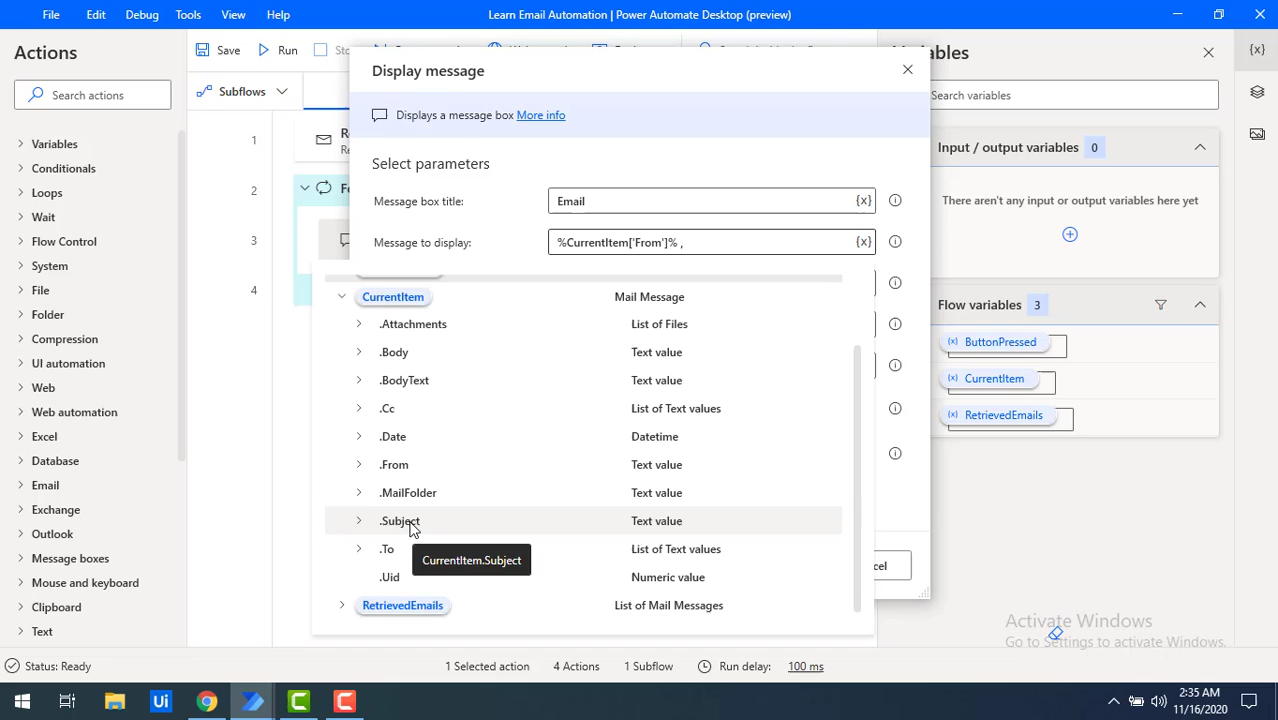 File Edit Debug Tools View Help Learn Email Automation | Power Automate Desktop (preview)
Actions
Save Run
Search actions
Subflows
Display message
Displays a message box More info
Select parameters
Message box title: Email {x}
Message to display: %CurrentItem['From']% , {x}
CurrentItem Mail Message
.Attachments List of Files
.Body Text value
.BodyText Text value
.Cc List of Text values
.Date Datetime
.From Text value
.MailFolder Text value
.Subject Text value
.To List of Text values
CurrentItem.Subject
.Uid Numeric value
RetrievedEmails List of Mail Messages
Variables
Conditionals
Loops
Wait
Flow Control
System
File
Folder
Compression
UI automation
Web
Web automation
Excel
Database
Email
Exchange
Outlook
Message boxes
Mouse and keyboard
Clipboard
Text
1
2
3
4
{x}
Search variables
Input / output variables 0
There aren't any input or output variables here yet
Flow variables 3
(x) ButtonPressed
(x) CurrentItem
(x) RetrievedEmails
Activate Windows
Go to Settings to activate Windows.
Status: Ready 1 Selected action 4 Actions 1 Subflow Run delay: 100 ms
Ui
2:35 AM
11/16/2020